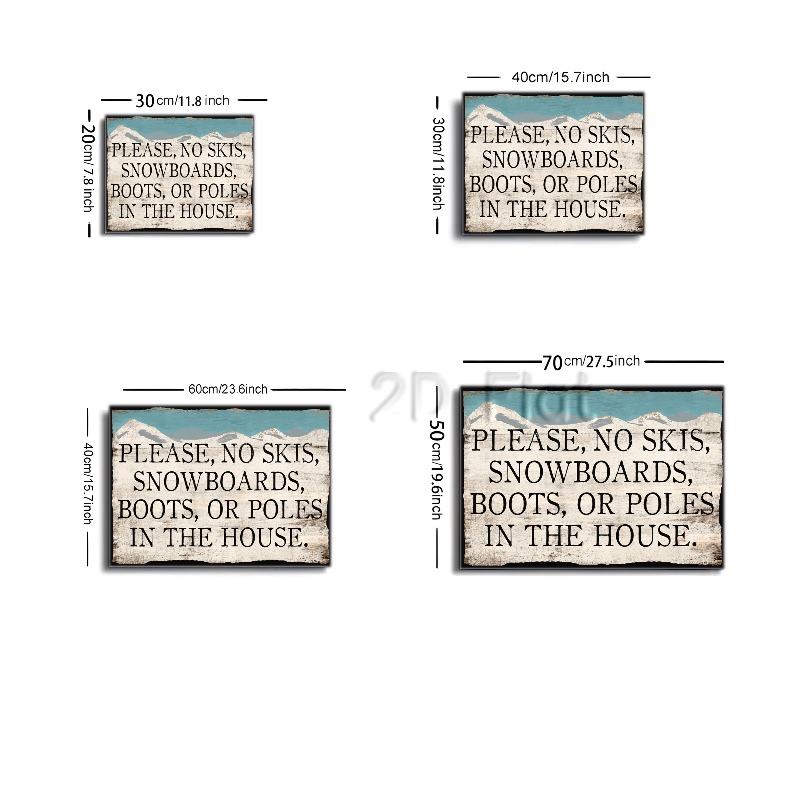 30cm/11.8 inch
20cm/ 7.8 inch
PLEASE, NO SKIS,
SNOWBOARDS,
BOOTS, OR POLES
IN THE HOUSE.
40cm/15.7inch
30cm/11.8inch
PLEASE, NO SKIS,
SNOWBOARDS,
BOOTS, OR POLES
IN THE HOUSE.
60cm/23.6inch
40cm/15.7inch
PLEASE, NO SKIS,
SNOWBOARDS,
BOOTS, OR POLES
IN THE HOUSE.
2D Flat
70cm/27.5inch
50cm/19.6inch
PLEASE, NO SKIS,
SNOWBOARDS,
BOOTS, OR POLES
IN THE HOUSE.